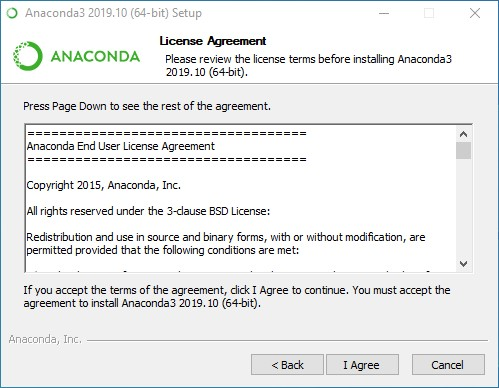 Anaconda3 2019.10 (64-bit) Setup
License Agreement
ANACONDA
Please review the license terms before installing Anaconda3
2019.10 (64-bit).
Press Page Down to see the rest of the agreement.
===================================
Anaconda End User License Agreement
===================================
Copyright 2015, Anaconda, Inc.
All rights reserved under the 3-clause BSD License:
Redistribution and use in source and binary forms, with or without modification, are
permitted provided that the following conditions are met:
If you accept the terms of the agreement, click I Agree to continue. You must accept the
agreement to install Anaconda3 2019.10 (64-bit).
Anaconda, Inc.
< Back
I Agree
Cancel